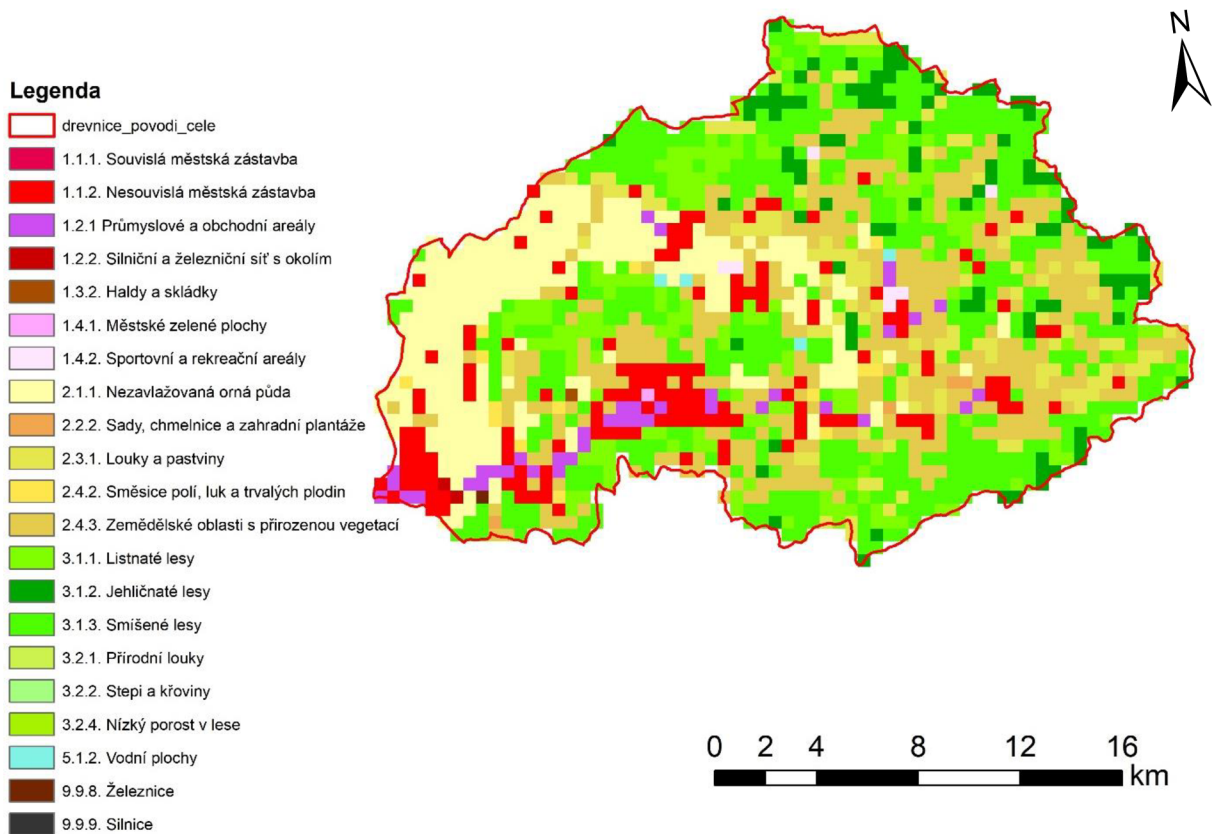 N
Legenda
drevnice_povodi_cele
1.1.1. Souvislá městská zástavba
1.1.2. Nesouvislá městská zástavba
1.2.1 Průmyslové a obchodní areály
1.2.2. Silniční a železniční síť s okolím
1.3.2. Haldy a skládky
1.4.1. Městské zelené plochy
1.4.2. Sportovní a rekreační areály
2.1.1. Nezavlažovaná orná půda
2.2.2. Sady, chmelnice a zahradní plantáže
2.3.1. Louky a pastviny
2.4.2. Směsice polí, luk a trvalých plodin
2.4.3. Zemědělské oblasti s přirozenou vegetací
3.1.1. Listnaté lesy
3.1.2. Jehličnaté lesy
3.1.3. Smíšené lesy
3.2.1. Přírodní louky
3.2.2. Stepi a křoviny
3.2.4. Nízký porost v lese
5.1.2. Vodní plochy
9.9.8. Železnice
9.9.9. Silnice
0 2 4 8 12 16
km